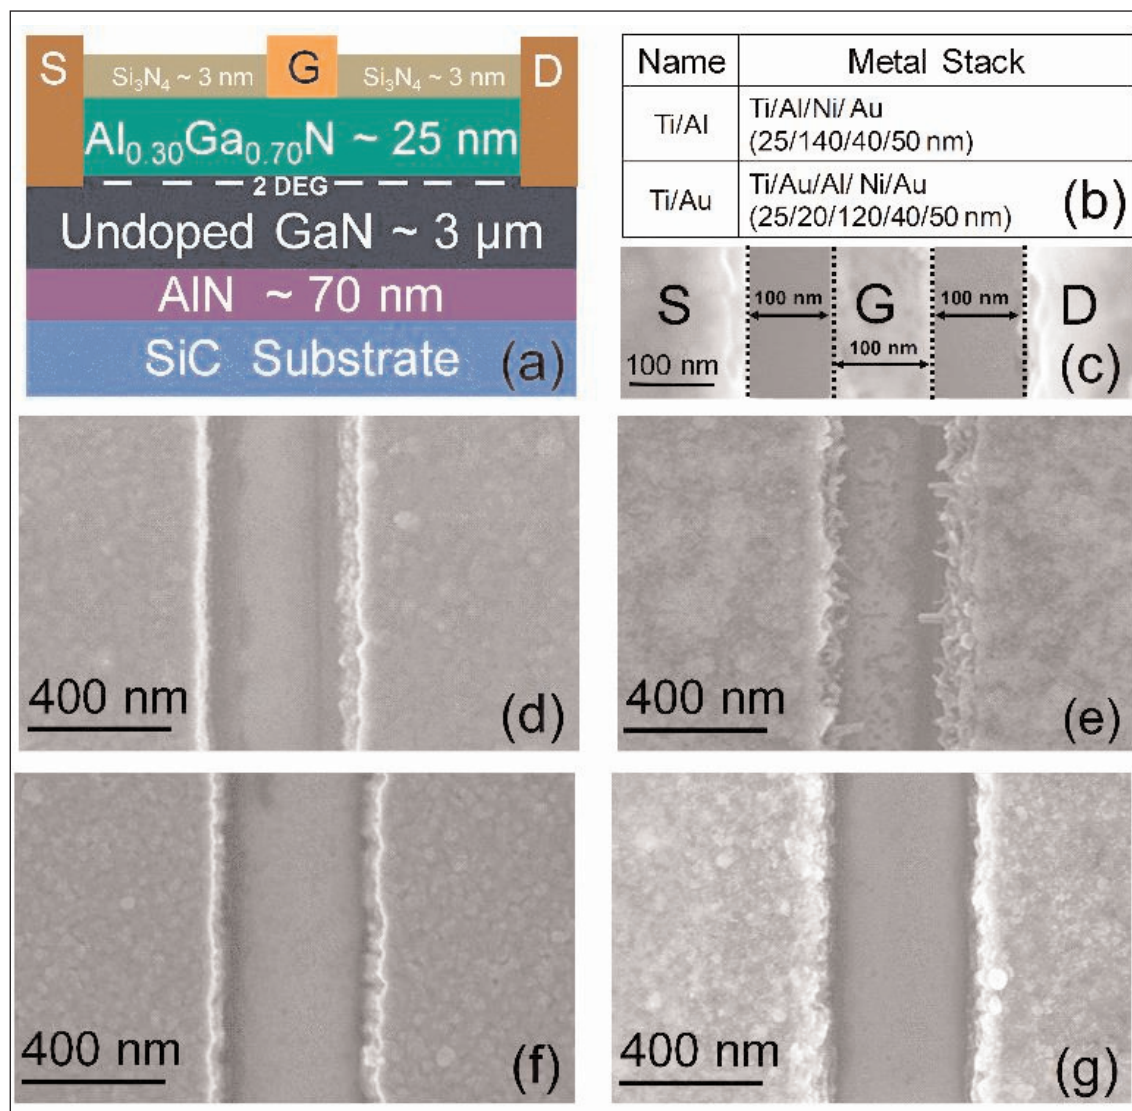 S
Si₃N₄ ~ 3 nm
G
Si₃N₄ ~ 3 nm
D
Al₀.₃₀Ga₀.₇₀N ~ 25 nm
2 DEG
Undoped GaN ~ 3 µm
AlN ~ 70 nm
SiC Substrate
(a)
Name
Metal Stack
Ti/Al
Ti/Al/Ni/ Au
(25/140/40/50 nm)
Ti/Au
Ti/Au/Al/ Ni/Au
(25/20/120/40/50 nm)
(b)
S
100 nm
G
100 nm
D
100 nm
100 nm
(c)
400 nm
(d)
400 nm
(e)
400 nm
(f)
400 nm
(g)